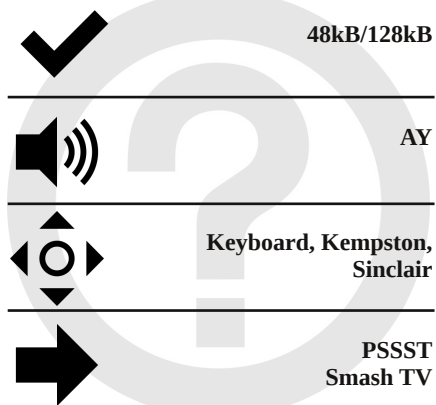 48kB/128kB
AY
Keyboard, Kempston,
Sinclair
PSSST
Smash TV